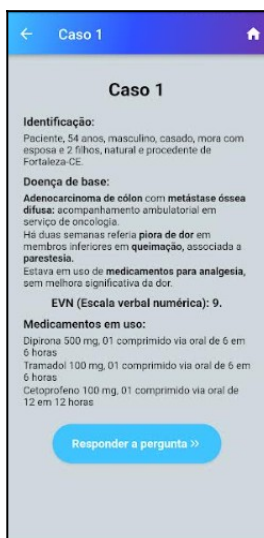 Caso 1
Caso 1
Identificação:
Paciente, 54 anos, masculino, casado, mora com
esposa e 2 filhos, natural e procedente de
Fortaleza-CE.
Doença de base:
Adenocarcinoma de cólon com metástase óssea
difusa: acompanhamento ambulatorial em
serviço de oncologia.
Há duas semanas referia piora de dor em
membros inferiores em queimação, associada a
parestesia.
Estava em uso de medicamentos para analgesia,
sem melhora significativa da dor.
EVN (Escala verbal numérica): 9.
Medicamentos em uso:
Dipirona 500 mg, 01 comprimido via oral de 6 em
6 horas
Tramadol 100 mg, 01 comprimido via oral de 6 em
6 horas
Cetoprofeno 100 mg, 01 comprimido via oral de
12 em 12 horas
Responder a pergunta »